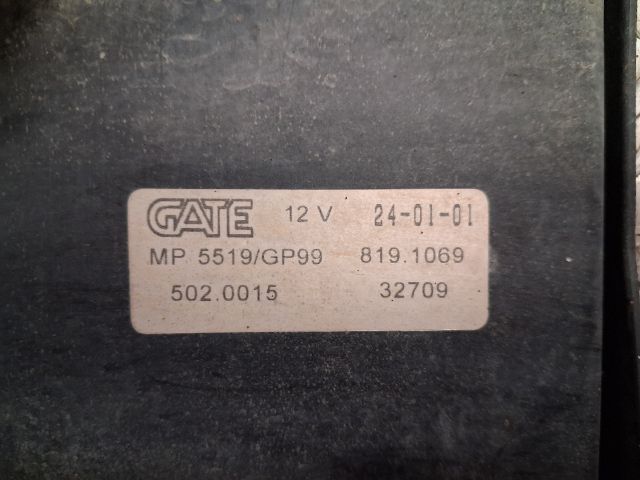 GATE 12 V 24-01-01
MP 5519/GP99 819.1069
502.0015 32709